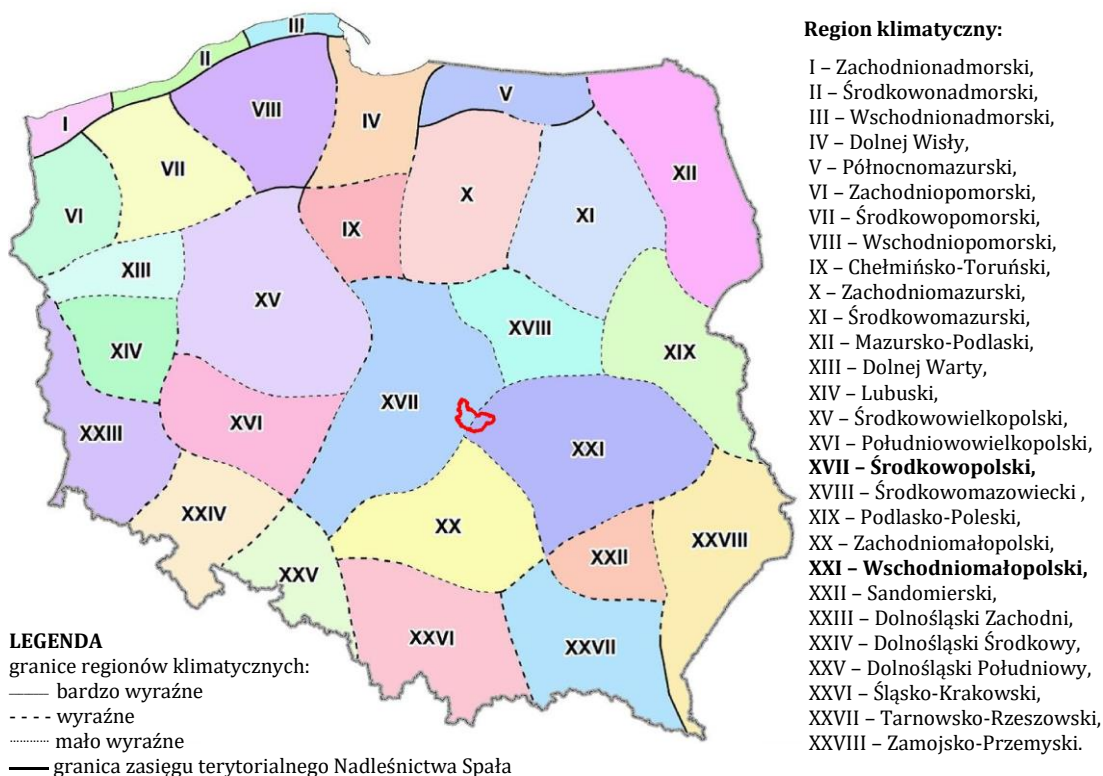 III
II
I
VIII
IV
V
VII
XII
VI
X
XI
IX
XIII
XV
XVIII
XIV
XIX
XVII
XVI
XXIII
XXI
XXIV
XX
XXII
XXVIII
XXV
XXVI
XXVII
LEGENDA
granice regionów klimatycznych:
bardzo wyraźne
wyraźne
mało wyraźne
granica zasięgu terytorialnego Nadleśnictwa Spała
Region klimatyczny:
I – Zachodnionadmorski,
II – Środkowonadmorski,
III – Wschodnionadmorski,
IV – Dolnej Wisły,
V – Północnomazurski,
VI – Zachodniopomorski,
VII – Środkowopomorski,
VIII – Wschodniopomorski,
IX – Chełmińsko-Toruński,
X – Zachodniomazurski,
XI – Środkowomazurski,
XII – Mazursko-Podlaski,
XIII – Dolnej Warty,
XIV – Lubuski,
XV – Środkowowielkopolski,
XVI – Południowowielkopolski,
XVII – Środkowopolski,
XVIII – Środkowomazowiecki ,
XIX – Podlasko-Poleski,
XX – Zachodniomałopolski,
XXI – Wschodniomałopolski,
XXII – Sandomierski,
XXIII – Dolnośląski Zachodni,
XXIV – Dolnośląski Środkowy,
XXV – Dolnośląski Południowy,
XXVI – Śląsko-Krakowski,
XXVII – Tarnowsko-Rzeszowski,
XXVIII – Zamojsko-Przemyski.